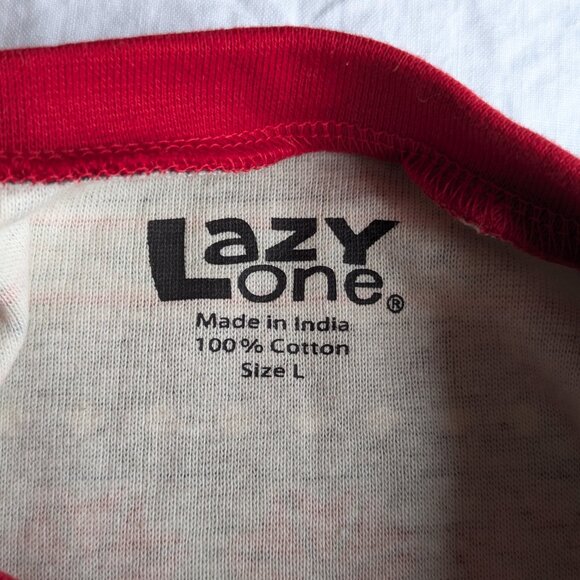 Lazy
one®
Made in India
100% Cotton
Size L